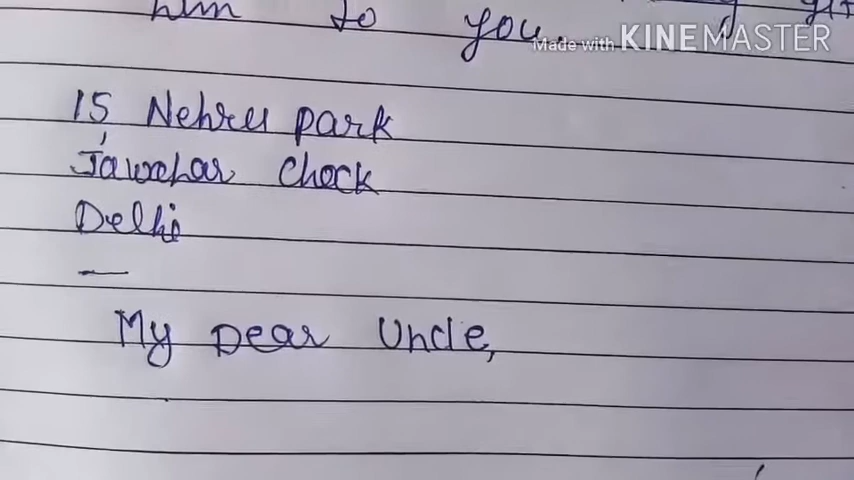 him to you.
Made with KINEMASTER
15, Nehru park
Jawahar Chock
Delhi
—
My Dear Uncle,